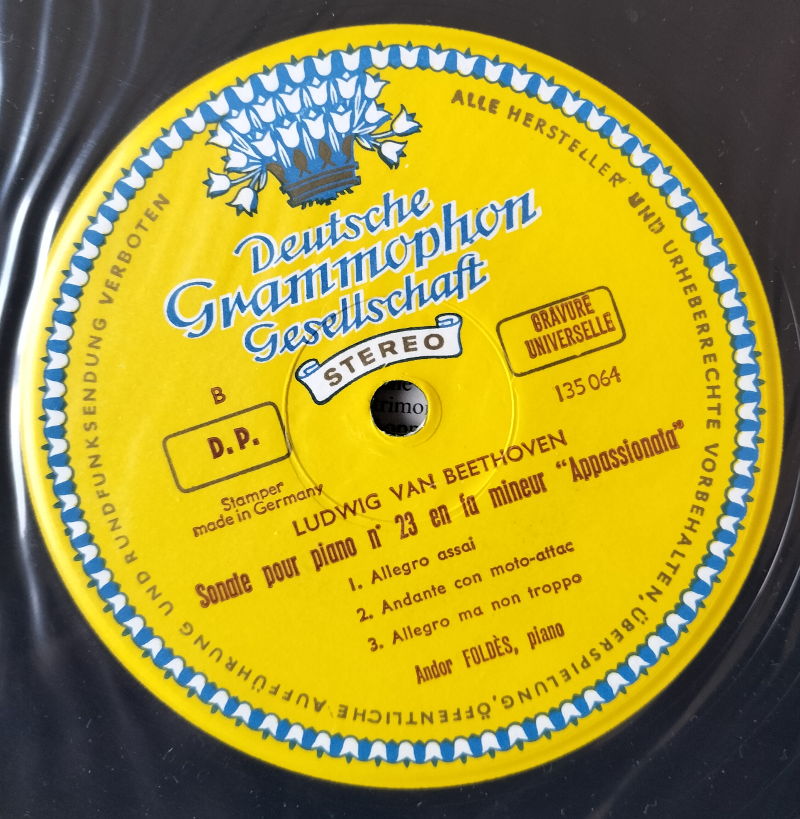 Deutsche
Grammophon
Gesellschaft
STEREO
GRAVURE
UNIVERSELLE
135 064
B
D.P.
Stamper
made in Germany
LUDWIG VAN BEETHOVEN
Sonate pour piano n° 23 en fa mineur "Appassionata"
1. Allegro assai
2. Andante con moto-attac
3. Allegro ma non troppo
Andor FOLDÈS, piano
ALLE HERSTELLER UND URHEBERRECHTE VORBEHALTEN, ÜBERSPIELUNG, ÖFFENTLICHE AUFFÜHRUNG UND RUNDFUNKSENDUNG VERBOTEN